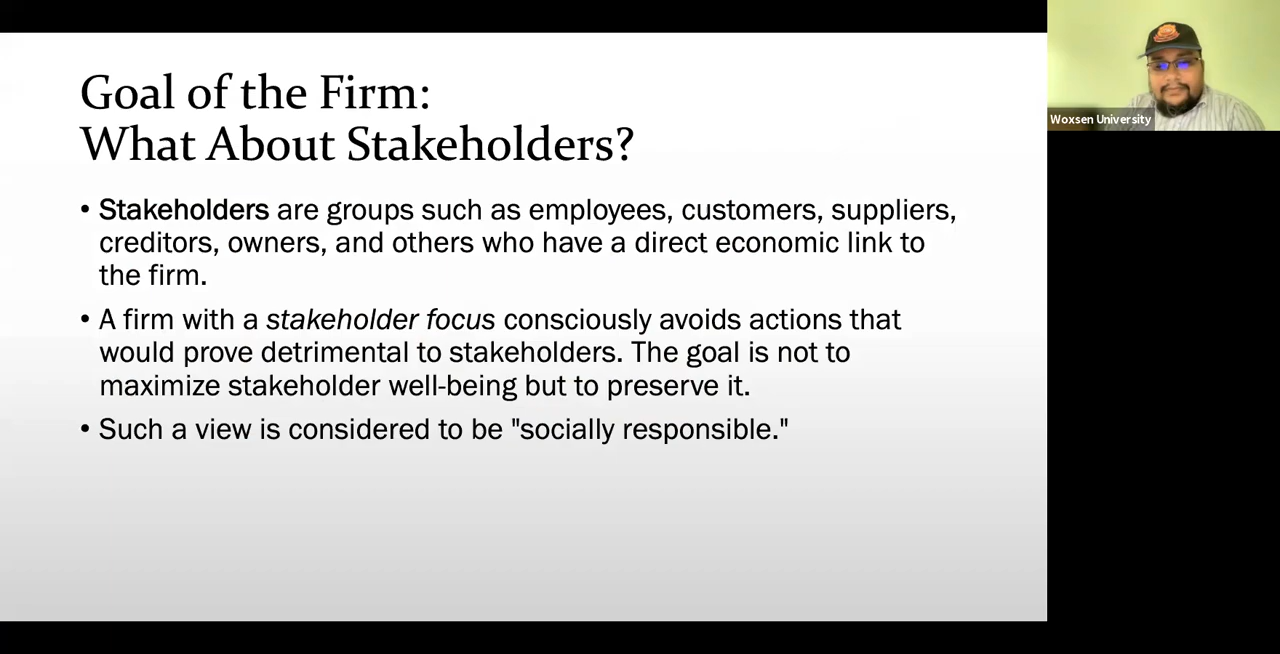 Goal of the Firm:
What About Stakeholders?
• Stakeholders are groups such as employees, customers, suppliers,
creditors, owners, and others who have a direct economic link to
the firm.
• A firm with a stakeholder focus consciously avoids actions that
would prove detrimental to stakeholders. The goal is not to
maximize stakeholder well-being but to preserve it.
• Such a view is considered to be "socially responsible."
Woxsen University